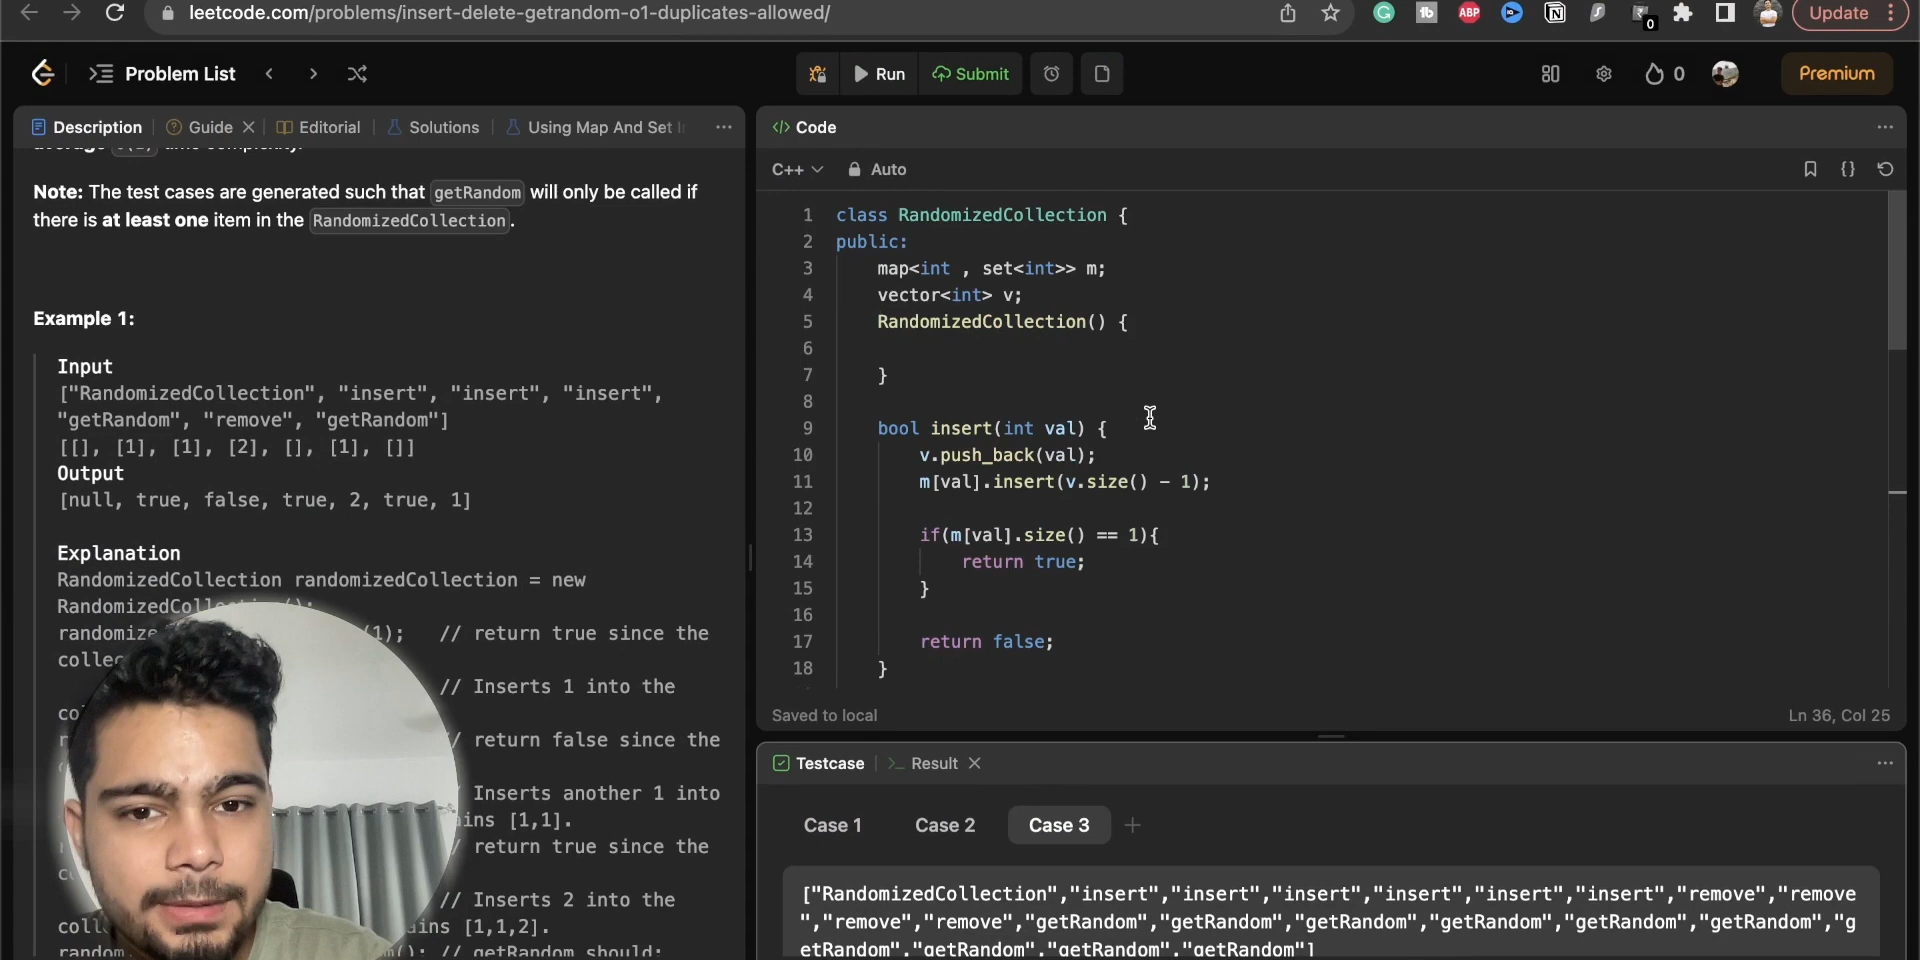 leetcode.com/problems/insert-delete-getrandom-o1-duplicates-allowed/
ABP
0
Update
Problem List
Run
Submit
0
Premium
Description
Guide
Editorial
Solutions
Using Map And Set
Note: The test cases are generated such that getRandom will only be called if
there is at least one item in the RandomizedCollection.
Example 1:
Input
["RandomizedCollection", "insert", "insert", "insert",
"getRandom", "remove", "getRandom"]
[[], [1], [1], [2], [], [1], []]
Output
[null, true, false, true, 2, true, 1]
Explanation
RandomizedCollection randomizedCollection = new
(1);   // return true since the
// Inserts 1 into the
// return false since the
Inserts another 1 into
[1,1].
return true since the
// Inserts 2 into the
[1,1,2].
// getRandom should:
Code
C++
Auto
1 class RandomizedCollection {
2 public:
3 map<int , set<int>> m;
4 vector<int> v;
5 RandomizedCollection() {
6
7 }
8
9 bool insert(int val) {
10 v.push_back(val);
11 m[val].insert(v.size() - 1);
12
13 if(m[val].size() == 1){
14 return true;
15 }
16
17 return false;
18 }
Saved to local
Ln 36, Col 25
Testcase
Result
Case 1
Case 2
Case 3
["RandomizedCollection","insert","insert","insert","insert","insert","insert","remove","remove
","remove","remove","getRandom","getRandom","getRandom","getRandom","getRandom","getRandom","g
etRandom","getRandom","getRandom","getRandom"]